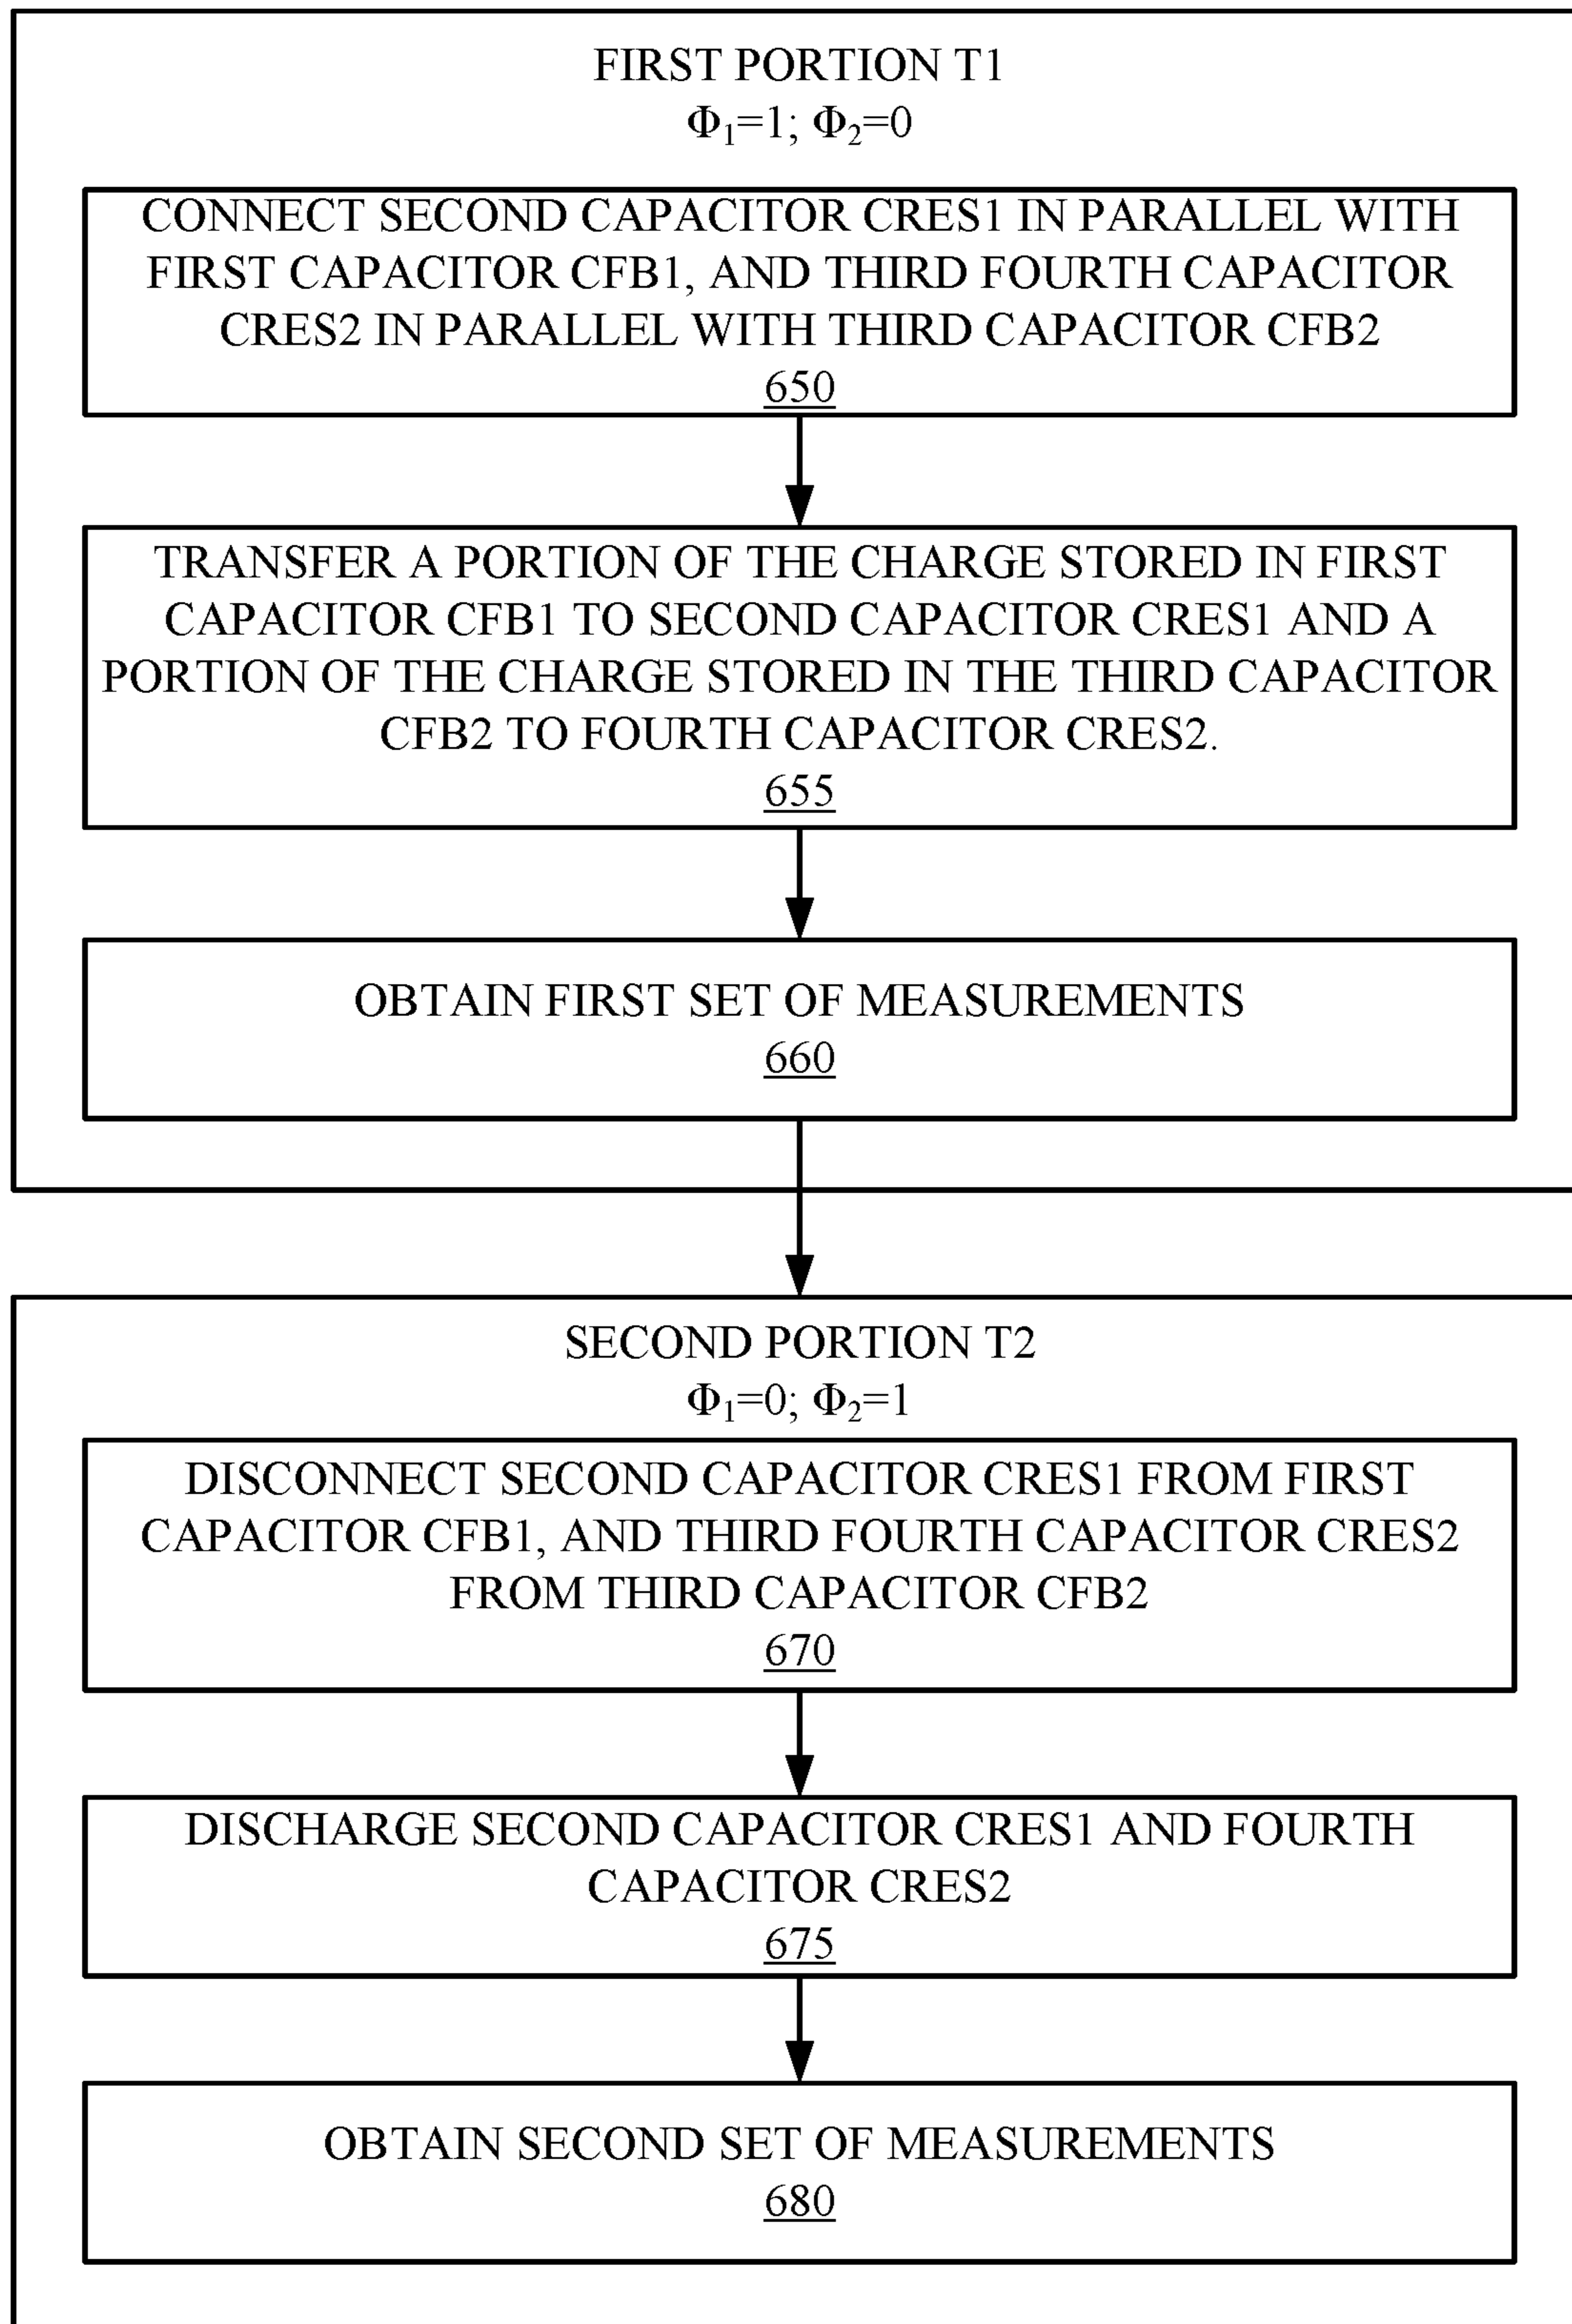 FIRST PORTION T1
Φ₁=1; Φ₂=0
CONNECT SECOND CAPACITOR CRES1 IN PARALLEL WITH
FIRST CAPACITOR CFB1, AND THIRD FOURTH CAPACITOR
CRES2 IN PARALLEL WITH THIRD CAPACITOR CFB2
650
TRANSFER A PORTION OF THE CHARGE STORED IN FIRST
CAPACITOR CFB1 TO SECOND CAPACITOR CRES1 AND A
PORTION OF THE CHARGE STORED IN THE THIRD CAPACITOR
CFB2 TO FOURTH CAPACITOR CRES2.
655
OBTAIN FIRST SET OF MEASUREMENTS
660
SECOND PORTION T2
Φ₁=0; Φ₂=1
DISCONNECT SECOND CAPACITOR CRES1 FROM FIRST
CAPACITOR CFB1, AND THIRD FOURTH CAPACITOR CRES2
FROM THIRD CAPACITOR CFB2
670
DISCHARGE SECOND CAPACITOR CRES1 AND FOURTH
CAPACITOR CRES2
675
OBTAIN SECOND SET OF MEASUREMENTS
680